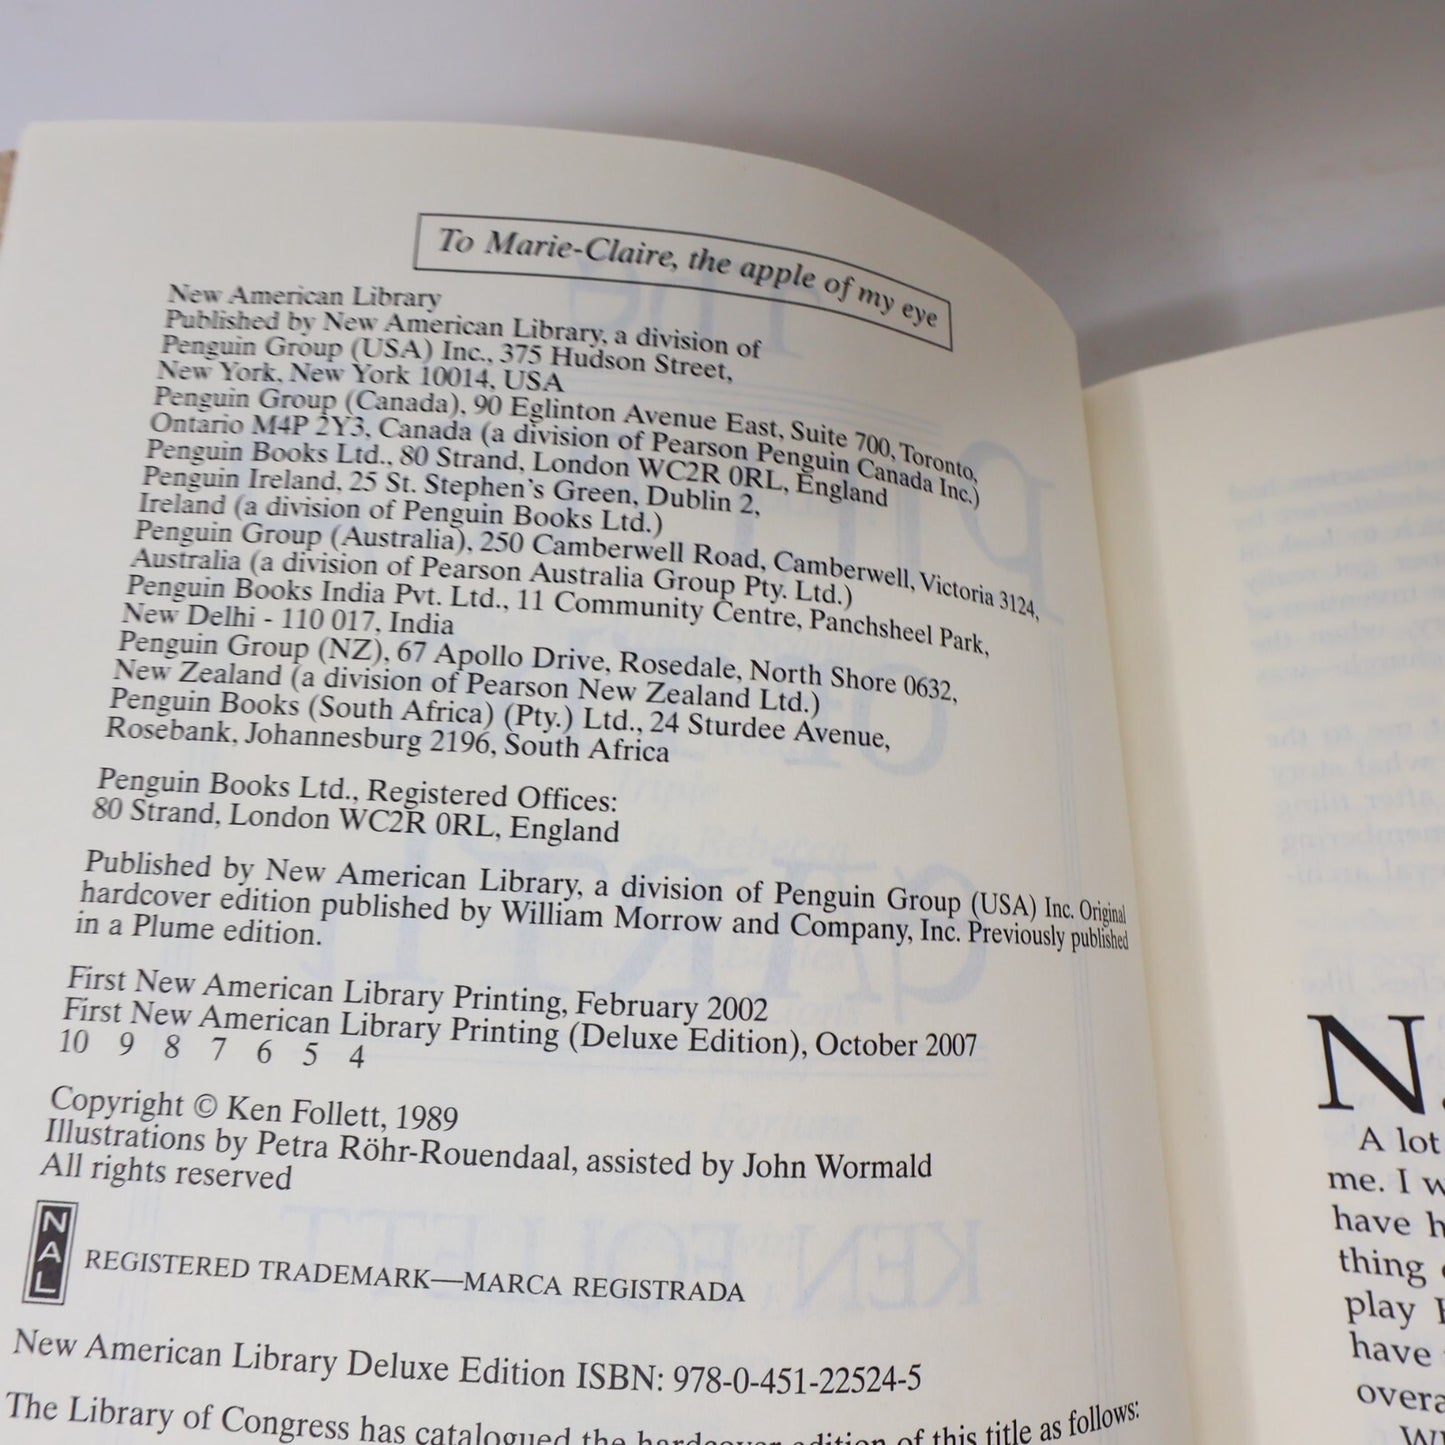 To Marie-Claire, the apple of my eye
New American Library
Published by New American Library, a division of
Penguin Group (USA) Inc., 375 Hudson Street,
New York, New York 10014, USA
Penguin Group (Canada), 90 Eglinton Avenue East, Suite 700, Toronto,
Ontario M4P 2Y3, Canada (a division of Pearson Penguin Canada Inc.)
Penguin Books Ltd., 80 Strand, London WC2R 0RL, England
Penguin Ireland, 25 St. Stephen's Green, Dublin 2,
Ireland (a division of Penguin Books Ltd.)
Penguin Group (Australia), 250 Camberwell Road, Camberwell, Victoria 3124,
Australia (a division of Pearson Australia Group Pty. Ltd.)
Penguin Books India Pvt. Ltd., 11 Community Centre, Panchsheel Park,
New Delhi - 110 017, India
Penguin Group (NZ), 67 Apollo Drive, Rosedale, North Shore 0632,
New Zealand (a division of Pearson New Zealand Ltd.)
Penguin Books (South Africa) (Pty.) Ltd., 24 Sturdee Avenue,
Rosebank, Johannesburg 2196, South Africa
Penguin Books Ltd., Registered Offices:
80 Strand, London WC2R 0RL, England
Published by New American Library, a division of Penguin Group (USA) Inc. Original
hardcover edition published by William Morrow and Company, Inc. Previously published
in a Plume edition.
First New American Library Printing, February 2002
First New American Library Printing (Deluxe Edition), October 2007
10 9 8 7 6 5 4
Copyright © Ken Follett, 1989
Illustrations by Petra Röhr-Rouendaal, assisted by John Wormald
All rights reserved
NAL
REGISTERED TRADEMARK—MARCA REGISTRADA
New American Library Deluxe Edition ISBN: 978-0-451-22524-5
The Library of Congress has catalogued the hardcover edition of this title as follows:
N
A lot
me. I w
have h
thing
play
have
overa